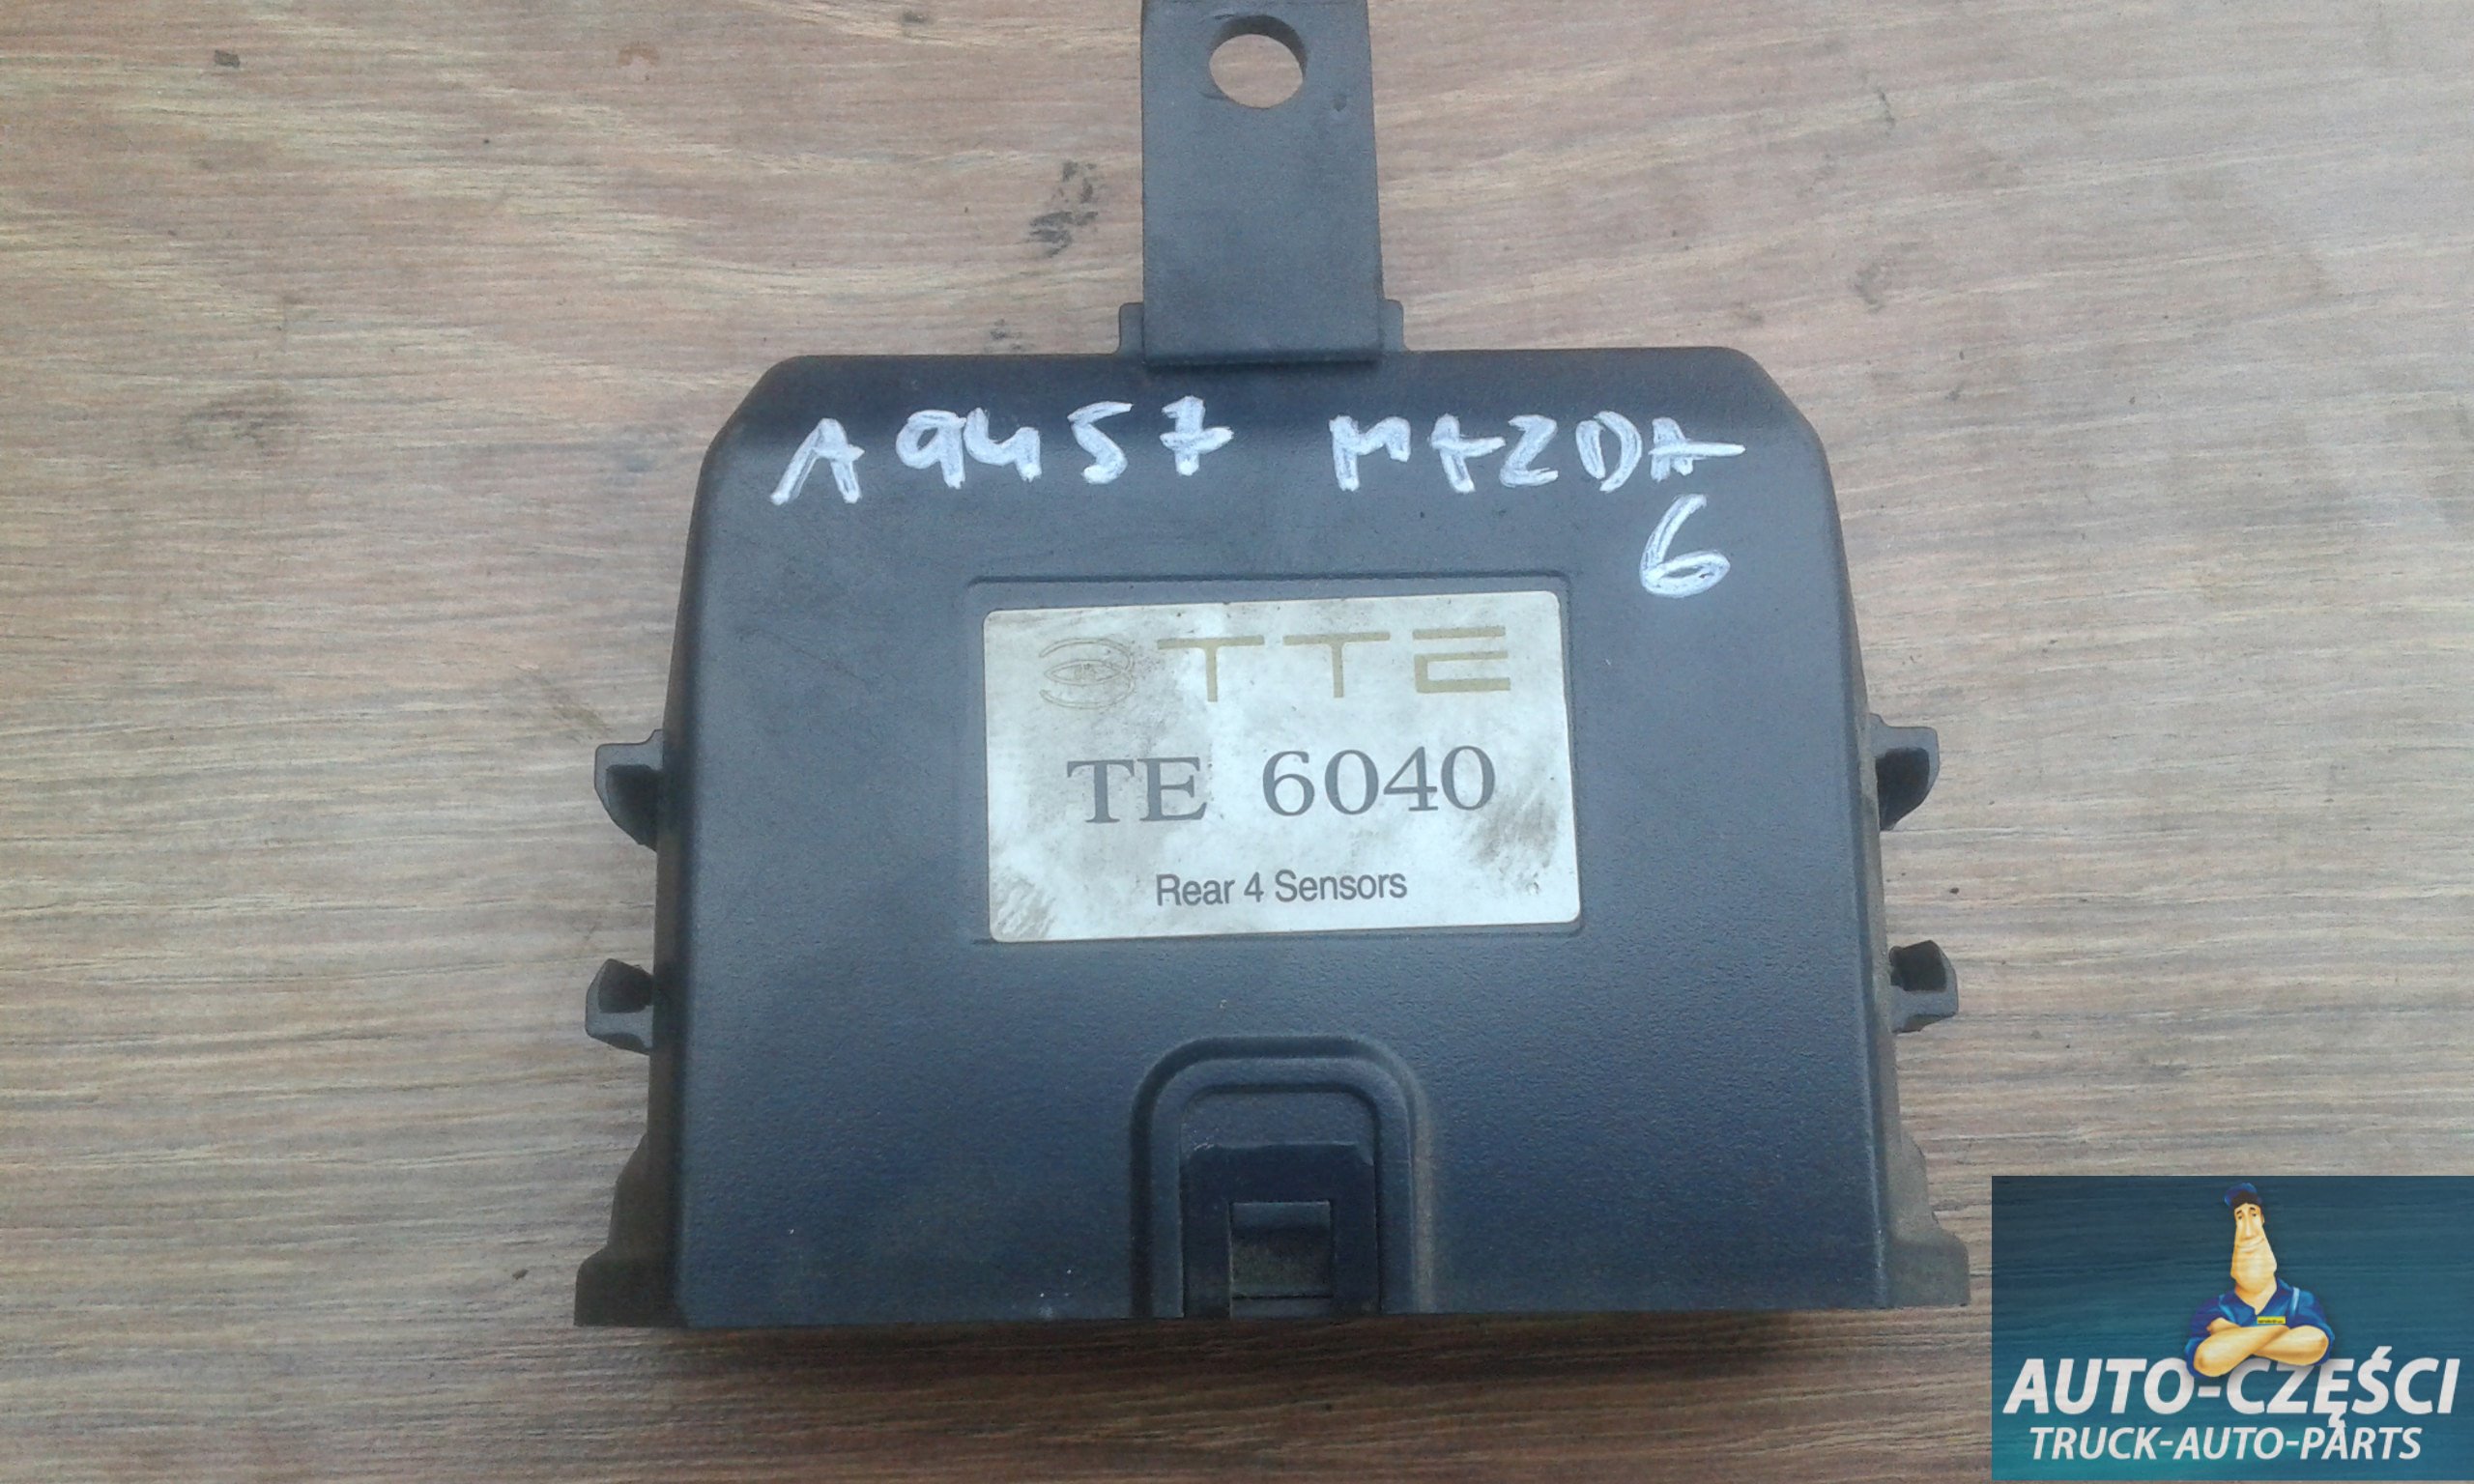 A9457 MAZDA
6
TTE
TE 6040
Rear 4 Sensors
AUTO-CZĘŚCI
TRUCK-AUTO-PARTS